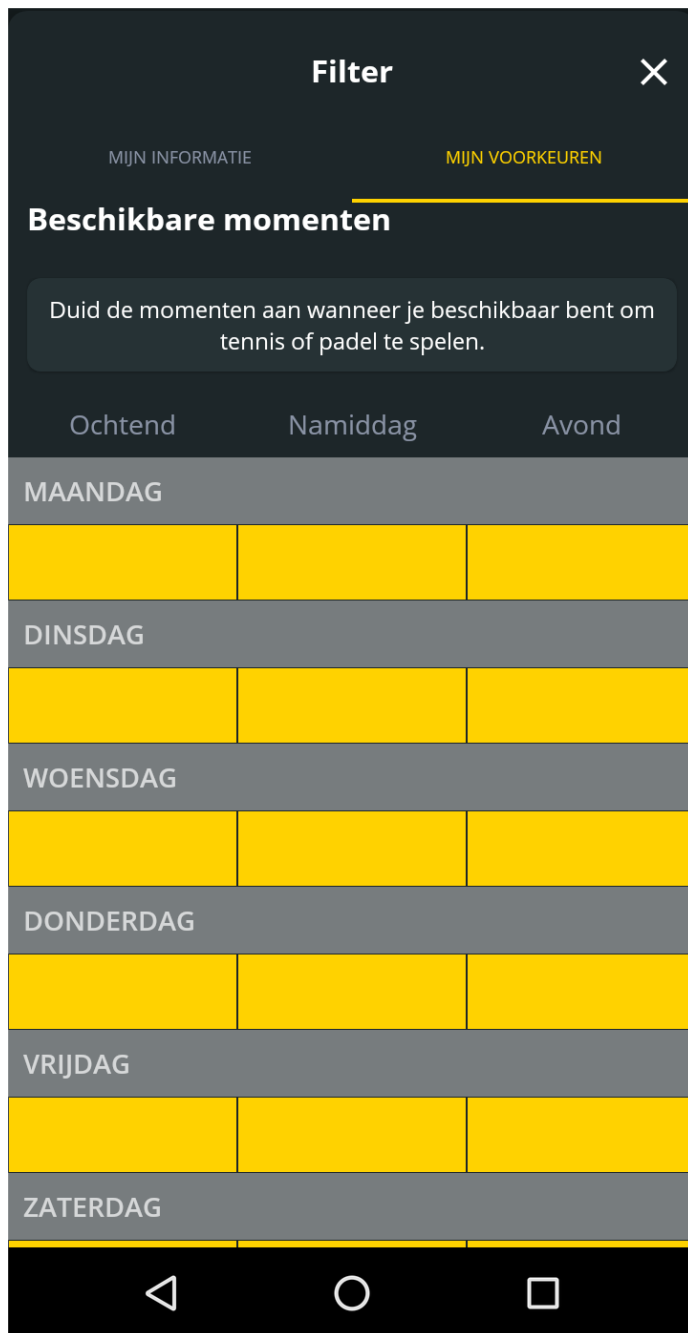 Filter
MIJN INFORMATIE
MIJN VOORKEUREN
Beschikbare momenten
Duid de momenten aan wanneer je beschikbaar bent om
tennis of padel te spelen.
Ochtend Namiddag Avond
MAANDAG
DINSDAG
WOENSDAG
DONDERDAG
VRIJDAG
ZATERDAG